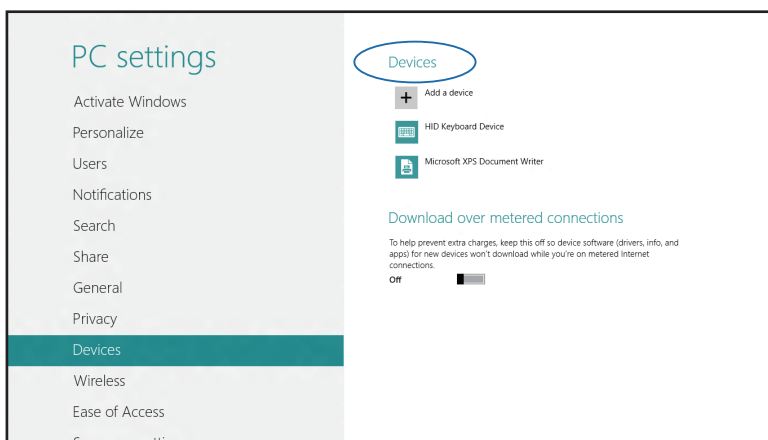 PC settings
Activate Windows
Personalize
Users
Notifications
Search
Share
General
Privacy
Devices
Wireless
Ease of Access
Devices
Add a device
HID Keyboard Device
Microsoft XPS Document Writer
Download over metered connections
To help prevent extra charges, keep this off so device software (drivers, info, and
apps) for new devices won't download while you're on metered Internet
connections.
Off